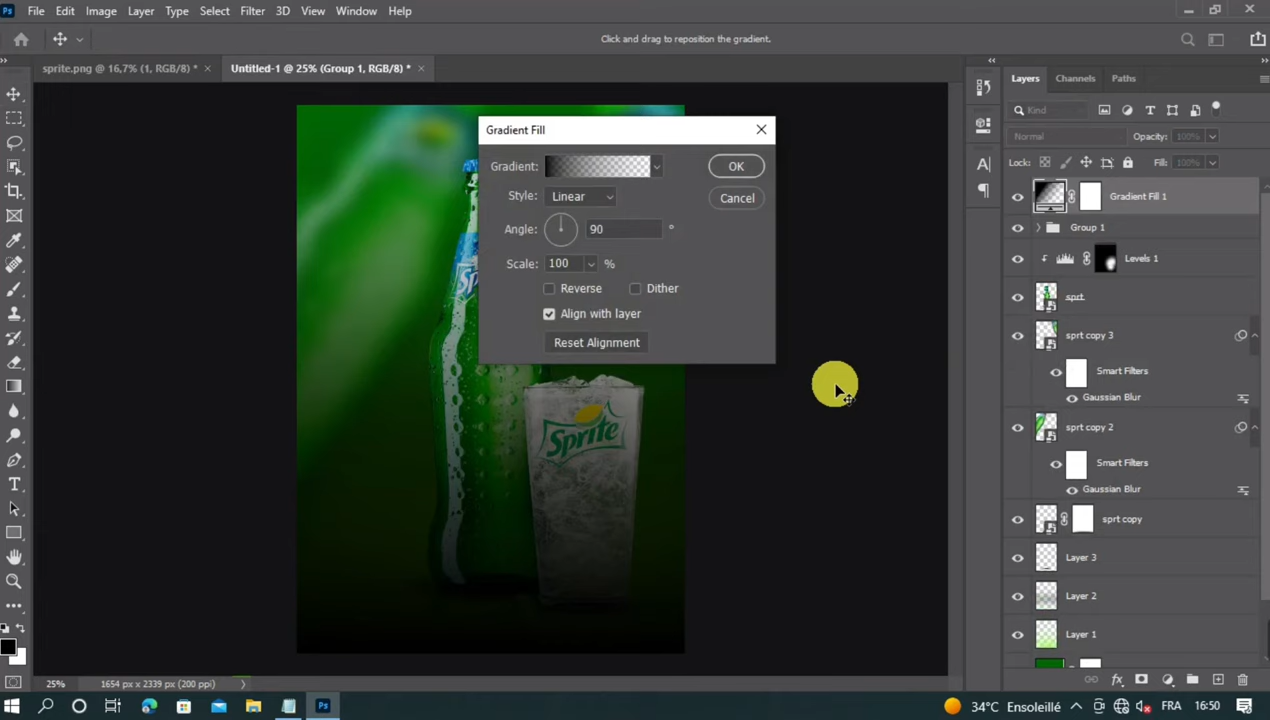 Ps File Edit Image Layer Type Select Filter 3D View Window Help
Click and drag to reposition the gradient.
sprite.png @ 16,7% (1, RGB/8) * × Untitled-1 @ 25% (Group 1, RGB/8) * ×
Layers Channels Paths
Kind
Normal Opacity: 100%
Lock: Fill: 100%
Gradient Fill 1
Group 1
Levels 1
sprt
sprt copy 3
Smart Filters
Gaussian Blur
sprt copy 2
Smart Filters
Gaussian Blur
sprt copy
Layer 3
Layer 2
Layer 1
Gradient Fill
Gradient: OK
Style: Linear Cancel
Angle: 90 °
Scale: 100 %
Reverse Dither
Align with layer
Reset Alignment
Sprite
25% 1654 px x 2339 px (200 ppi)
Ps 34°C Ensoleillé FRA 16:50